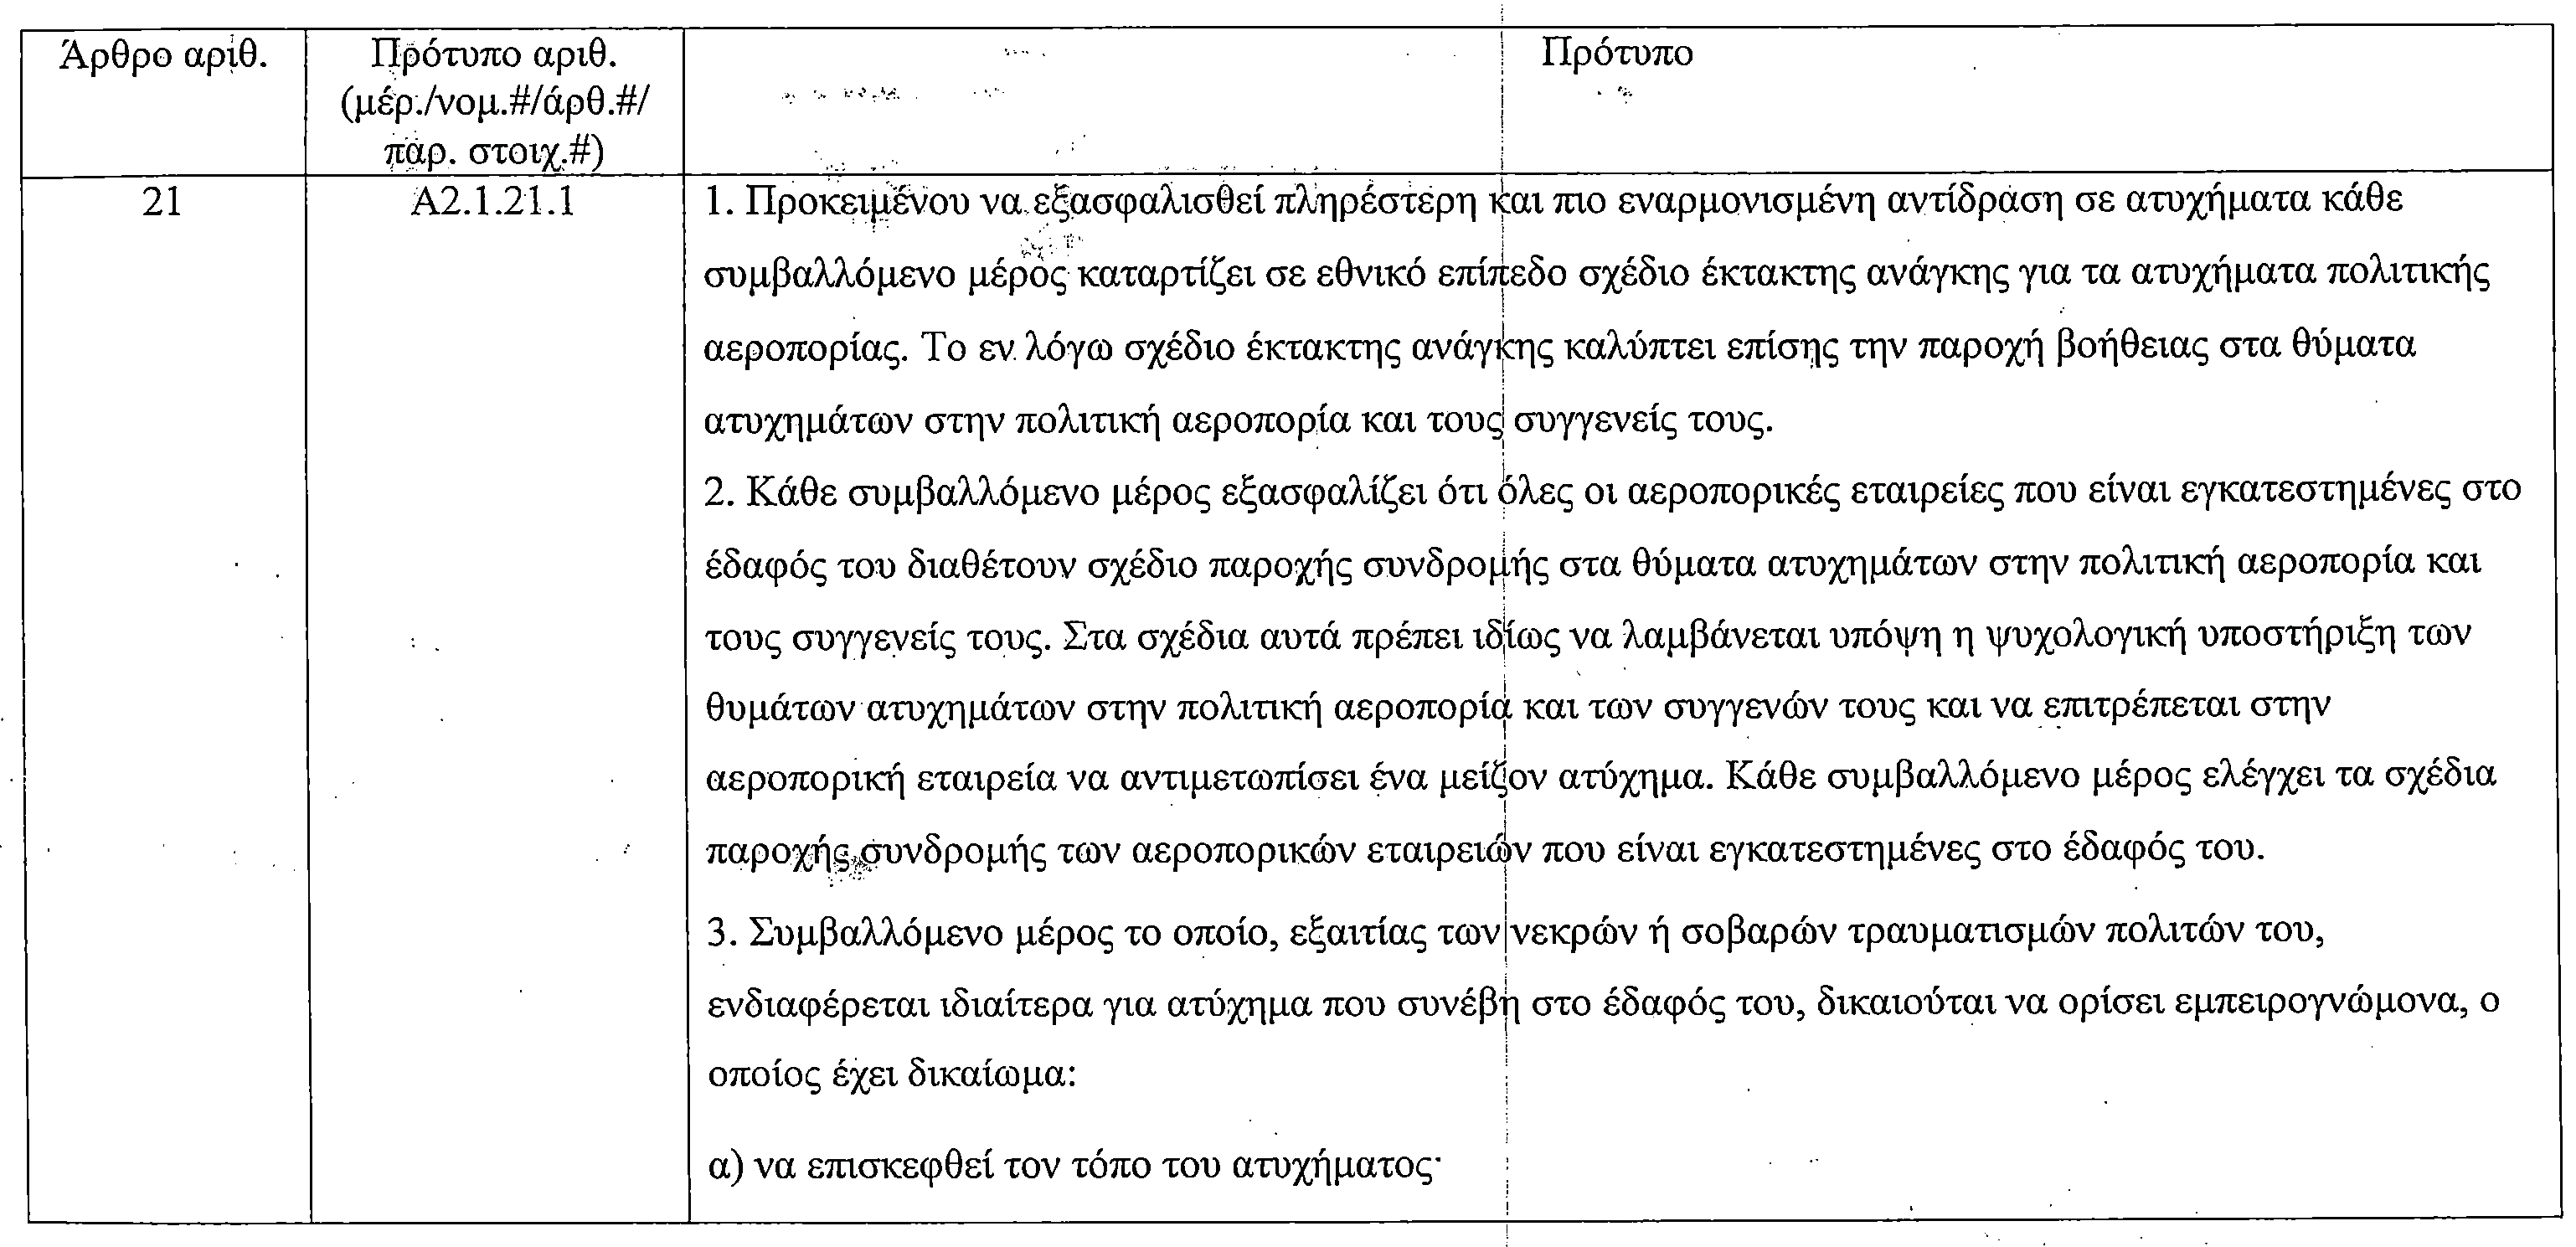 Άρθρο αριθ.
Πρότυπο αριθ.
(μέρ./νομ.#/άρθ.#/
παρ. στοιχ.#)
Πρότυπο
21
Α2.1.21.1
1. Προκειμένου να εξασφαλισθεί πληρέστερη και πιο εναρμονισμένη αντίδραση σε ατυχήματα κάθε
συμβαλλόμενο μέρος καταρτίζει σε εθνικό επίπεδο σχέδιο έκτακτης ανάγκης για τα ατυχήματα πολιτικής
αεροπορίας. Το εν λόγω σχέδιο έκτακτης ανάγκης καλύπτει επίσης την παροχή βοήθειας στα θύματα
ατυχημάτων στην πολιτική αεροπορία και τους συγγενείς τους.
2. Κάθε συμβαλλόμενο μέρος εξασφαλίζει ότι όλες οι αεροπορικές εταιρείες που είναι εγκατεστημένες στο
έδαφός του διαθέτουν σχέδιο παροχής συνδρομής στα θύματα ατυχημάτων στην πολιτική αεροπορία και
τους συγγενείς τους. Στα σχέδια αυτά πρέπει ιδίως να λαμβάνεται υπόψη η ψυχολογική υποστήριξη των
θυμάτων ατυχημάτων στην πολιτική αεροπορία και των συγγενών τους και να επιτρέπεται στην
αεροπορική εταιρεία να αντιμετωπίσει ένα μείζον ατύχημα. Κάθε συμβαλλόμενο μέρος ελέγχει τα σχέδια
παροχής συνδρομής των αεροπορικών εταιρειών που είναι εγκατεστημένες στο έδαφός του.
3. Συμβαλλόμενο μέρος το οποίο, εξαιτίας των νεκρών ή σοβαρών τραυματισμών πολιτών του,
ενδιαφέρεται ιδιαίτερα για ατύχημα που συνέβη στο έδαφός του, δικαιούται να ορίσει εμπειρογνώμονα, ο
οποίος έχει δικαίωμα:
α) να επισκεφθεί τον τόπο του ατυχήματος·